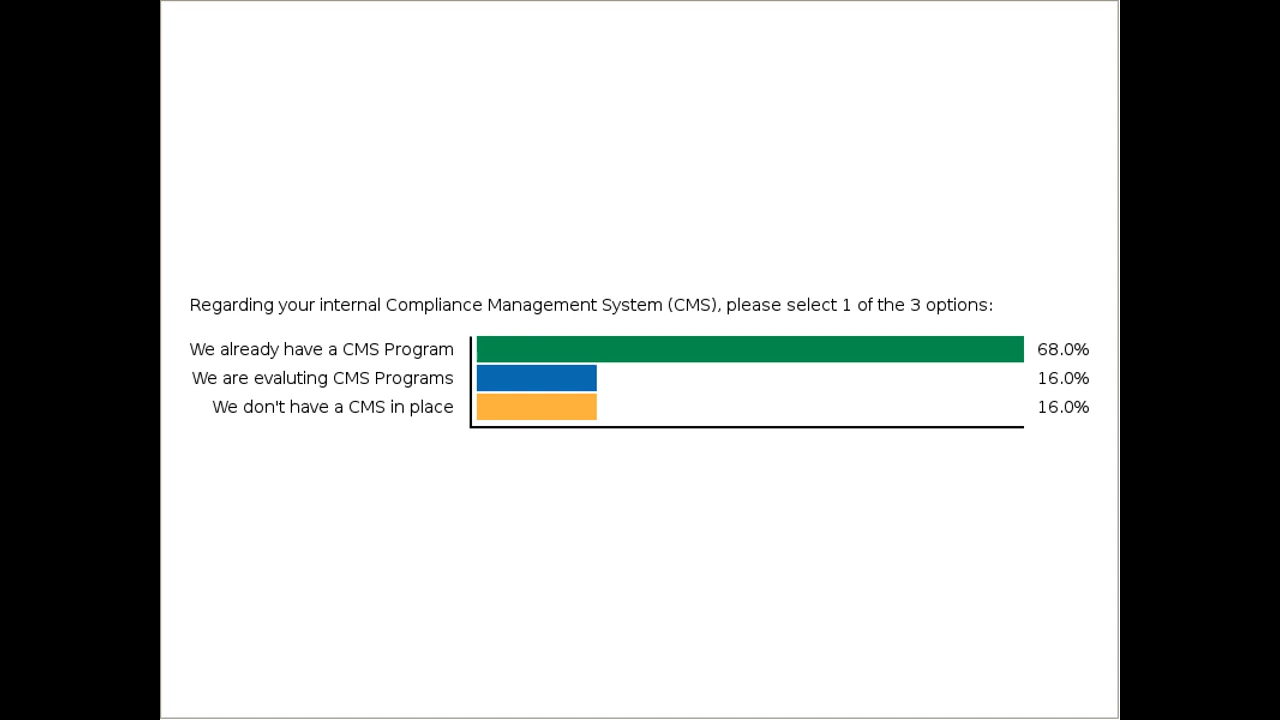 Regarding your internal Compliance Management System (CMS), please select 1 of the 3 options:
We already have a CMS Program 68.0%
We are evaluting CMS Programs 16.0%
We don't have a CMS in place 16.0%